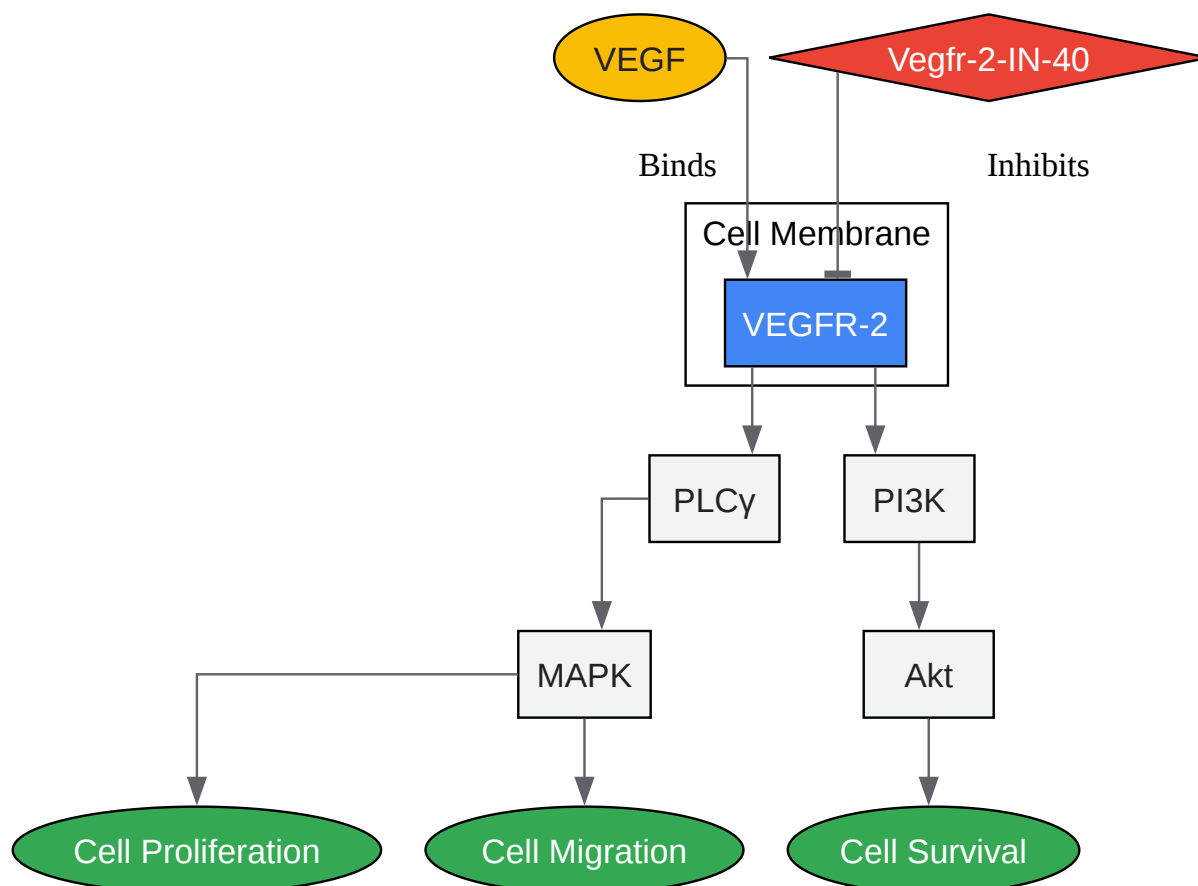 VEGF
Vegfr-2-IN-40
Binds
Inhibits
Cell Membrane
VEGFR-2
PLCγ
PI3K
MAPK
Akt
Cell Proliferation
Cell Migration
Cell Survival